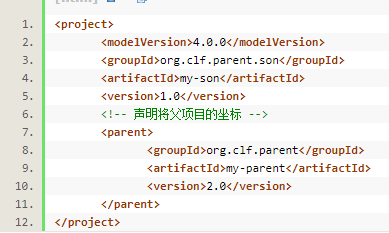 1. <project>
2. <modelVersion>4.0.0</modelVersion>
3. <groupId>org.clf.parent.son</groupId>
4. <artifactId>my-son</artifactId>
5. <version>1.0</version>
6. <!-- 声明将父项目的坐标 -->
7. <parent>
8. <groupId>org.clf.parent</groupId>
9. <artifactId>my-parent</artifactId>
10. <version>2.0</version>
11. </parent>
12. </project>